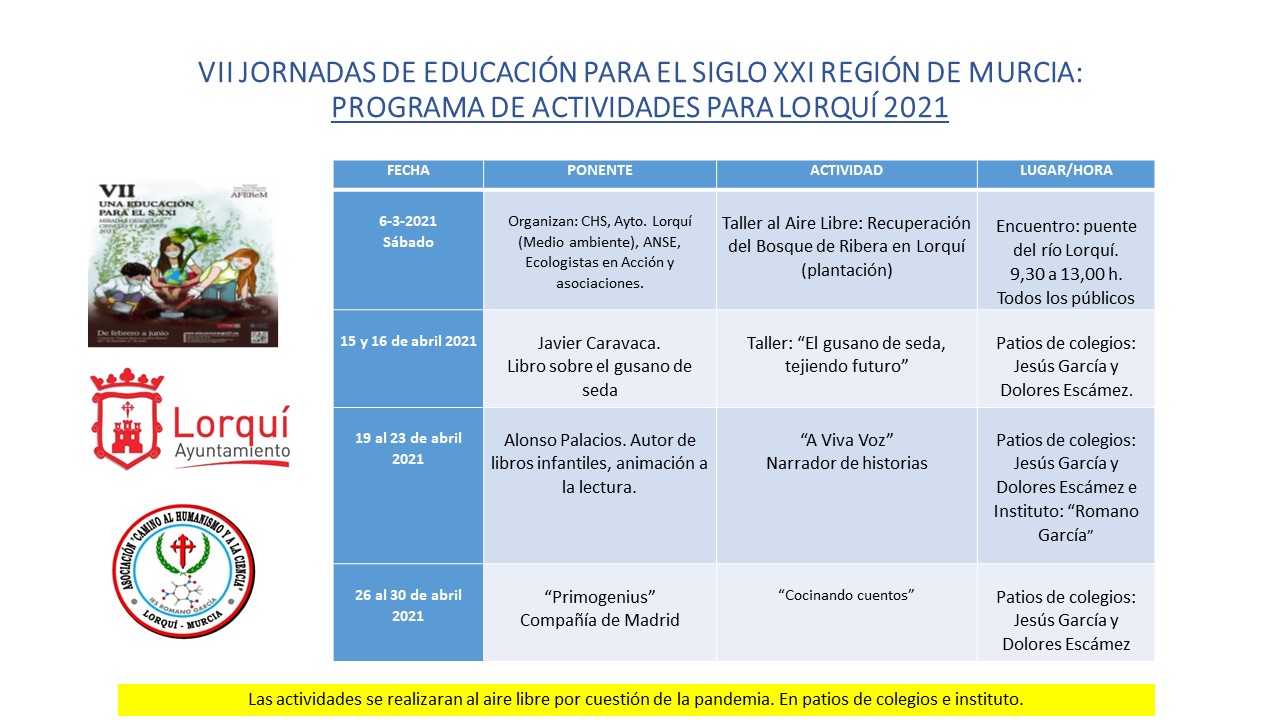 VII JORNADAS DE EDUCACIÓN PARA EL SIGLO XXI REGIÓN DE MURCIA:
PROGRAMA DE ACTIVIDADES PARA LORQUÍ 2021
VII
UNA EDUCACIÓN
PARA EL S.XXI
2021
AFEReM
De febrero a junio
Lorquí
Ayuntamiento
ASOCIACIÓN "CAMINO AL HUMANISMO Y A LA CIENCIA"
IES ROMANO GARCÍA
LORQUÍ - MURCIA
FECHA
PONENTE
ACTIVIDAD
LUGAR/HORA
6-3-2021
Sábado
Organizan: CHS, Ayto. Lorquí
(Medio ambiente), ANSE,
Ecologistas en Acción y
asociaciones.
Taller al Aire Libre: Recuperación
del Bosque de Ribera en Lorquí
(plantación)
Encuentro: puente
del río Lorquí.
9,30 a 13,00 h.
Todos los públicos
15 y 16 de abril 2021
Javier Caravaca.
Libro sobre el gusano de
seda
Taller: “El gusano de seda,
tejiendo futuro”
Patios de colegios:
Jesús García y
Dolores Escámez.
19 al 23 de abril
2021
Alonso Palacios. Autor de
libros infantiles, animación a
la lectura.
“A Viva Voz”
Narrador de historias
Patios de colegios:
Jesús García y
Dolores Escámez e
Instituto: “Romano
García”
26 al 30 de abril
2021
“Primogenius”
Compañía de Madrid
“Cocinando cuentos”
Patios de colegios:
Jesús García y
Dolores Escámez
Las actividades se realizaran al aire libre por cuestión de la pandemia. En patios de colegios e instituto.